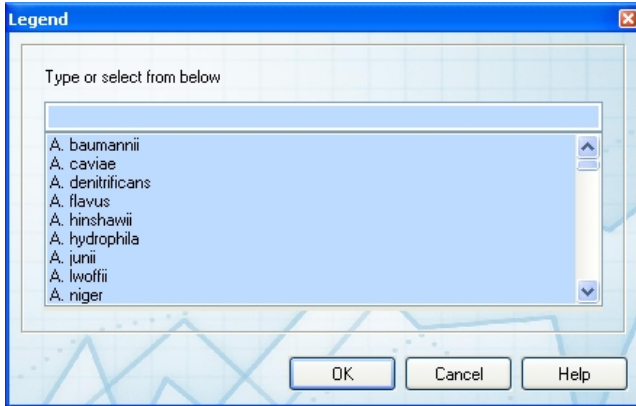 Legend
Type or select from below
A. baumannii
A. caviae
A. denitrificans
A. flavus
A. hinshawii
A. hydrophila
A. junii
A. lwoffii
A. niger
OK Cancel Help